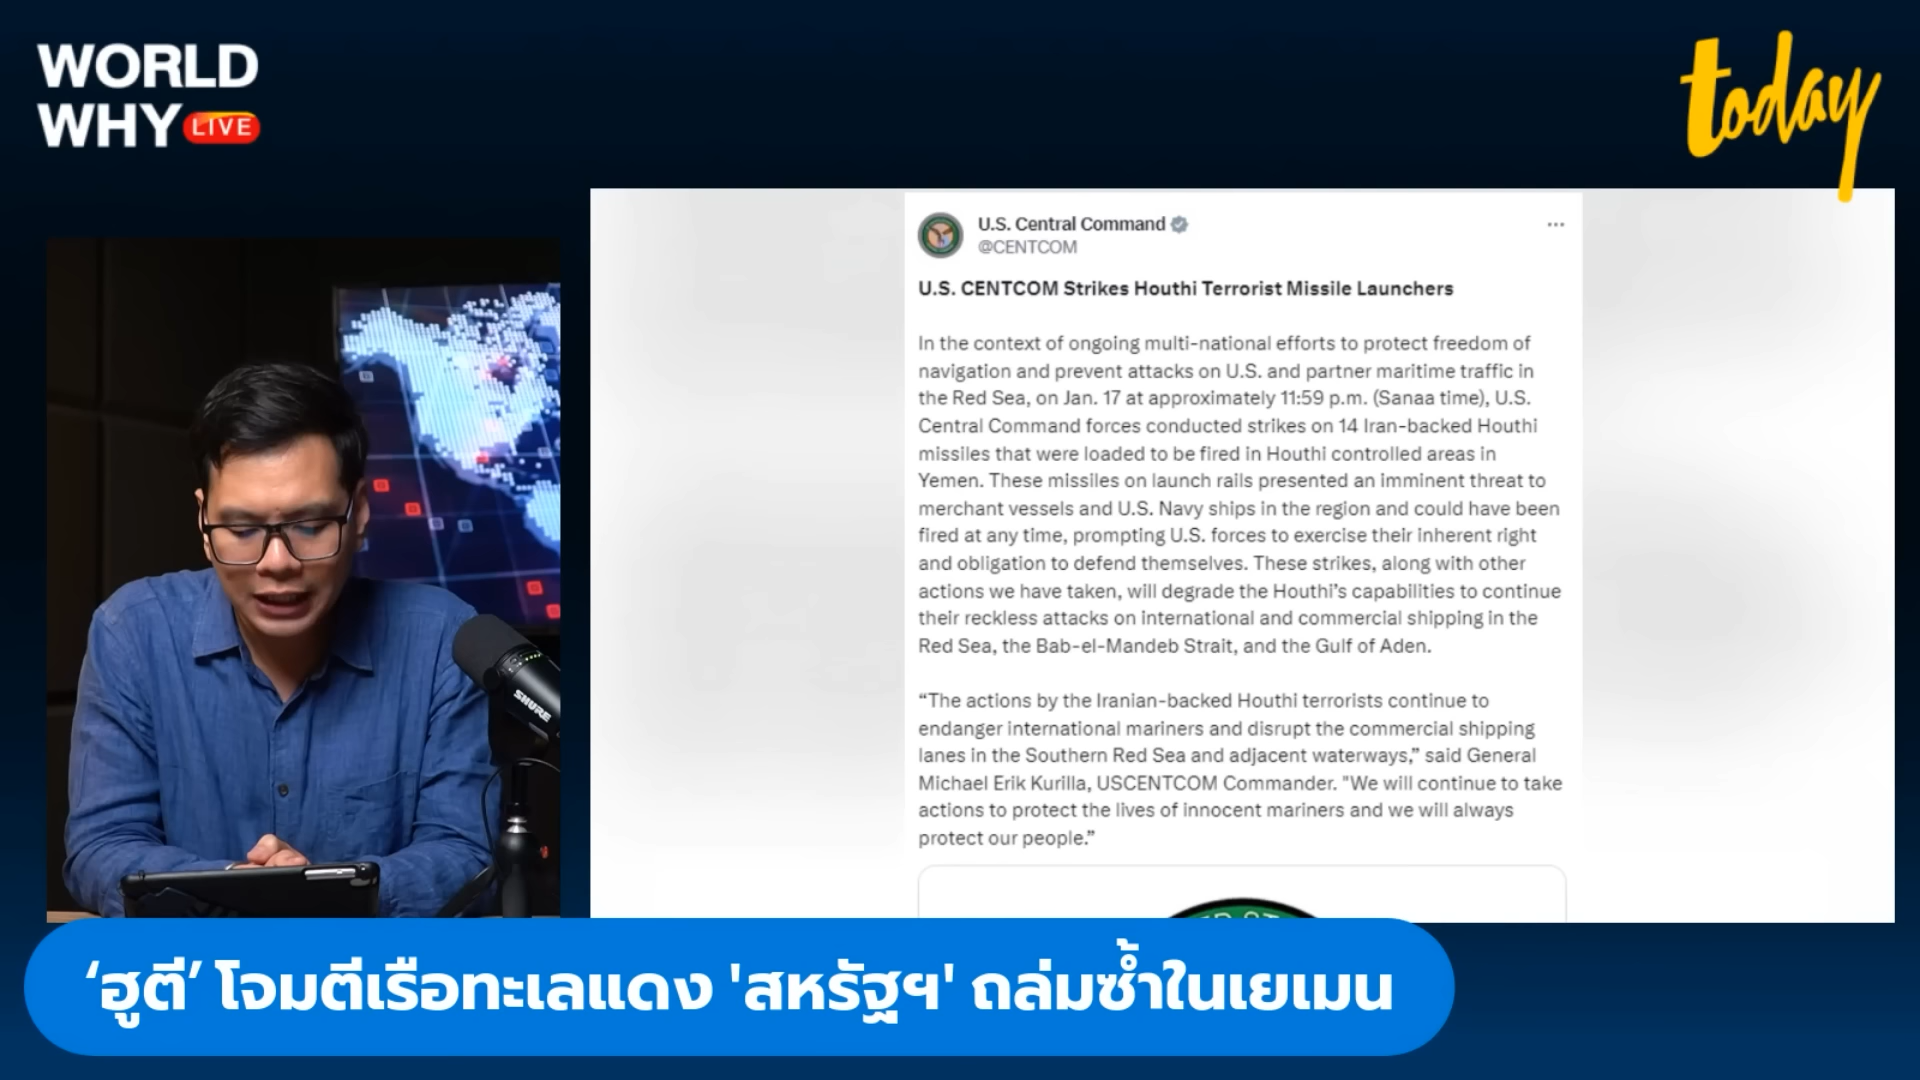 WORLD
WHY LIVE
today
U.S. Central Command
@CENTCOM
U.S. CENTCOM Strikes Houthi Terrorist Missile Launchers
In the context of ongoing multi-national efforts to protect freedom of
navigation and prevent attacks on U.S. and partner maritime traffic in
the Red Sea, on Jan. 17 at approximately 11:59 p.m. (Sanaa time), U.S.
Central Command forces conducted strikes on 14 Iran-backed Houthi
missiles that were loaded to be fired in Houthi controlled areas in
Yemen. These missiles on launch rails presented an imminent threat to
merchant vessels and U.S. Navy ships in the region and could have been
fired at any time, prompting U.S. forces to exercise their inherent right
and obligation to defend themselves. These strikes, along with other
actions we have taken, will degrade the Houthi’s capabilities to continue
their reckless attacks on international and commercial shipping in the
Red Sea, the Bab-el-Mandeb Strait, and the Gulf of Aden.
“The actions by the Iranian-backed Houthi terrorists continue to
endanger international mariners and disrupt the commercial shipping
lanes in the Southern Red Sea and adjacent waterways,” said General
Michael Erik Kurilla, USCENTCOM Commander. "We will continue to take
actions to protect the lives of innocent mariners and we will always
protect our people.”
SHURE
‘ฮูตี’ โจมตีเรือทะเลแดง 'สหรัฐฯ' ถล่มซ้ำในเยเมน